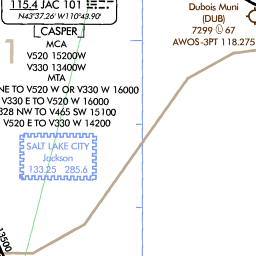 115.4 JAC 101
N43°37.26' W110°43.90'
CASPER
MCA
V520 15200W
V330 13400W
MTA
NE TO V520 W OR V330 W 16000
V330 E TO V520 W 16000
328 NW TO V465 SW 15100
V520 E TO V330 W 14200
SALT LAKE CITY
Jackson
133.25 285.6
Dubois Muni
(DUB)
7299 L 67
AWOS-3PT 118.275
1
13500